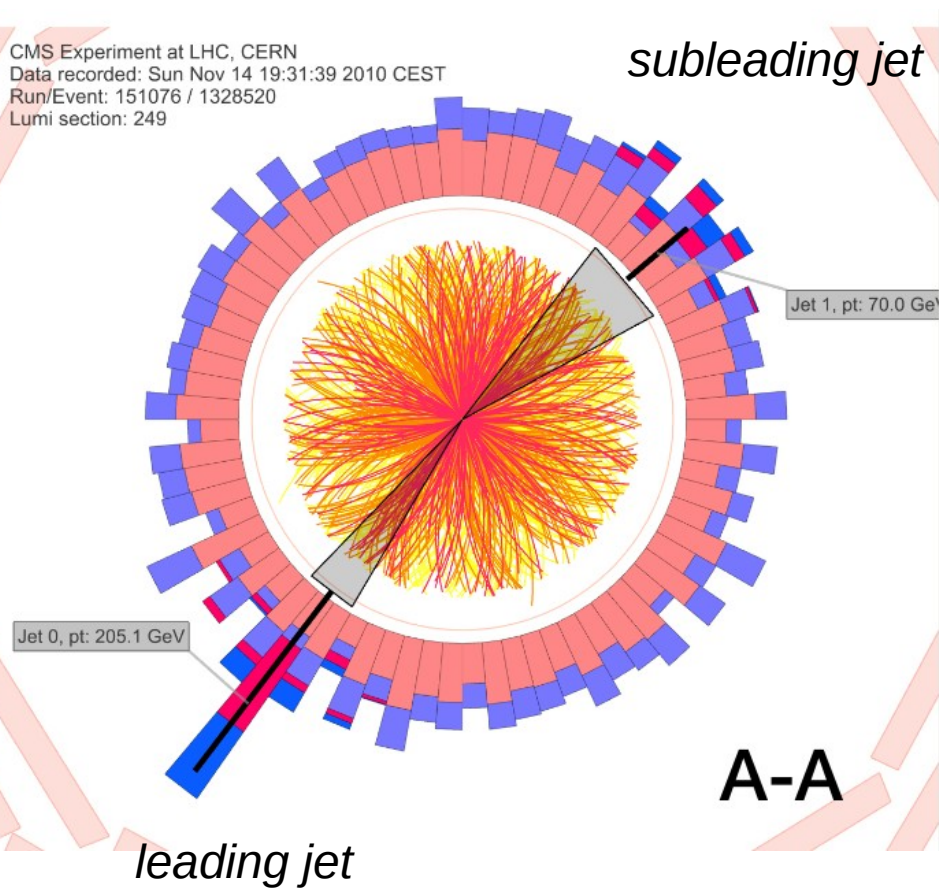 CMS Experiment at LHC, CERN
Data recorded: Sun Nov 14 19:31:39 2010 CEST
Run/Event: 151076 / 1328520
Lumi section: 249
subleading jet
Jet 1, pt: 70.0 GeV
Jet 0, pt: 205.1 GeV
A-A
leading jet